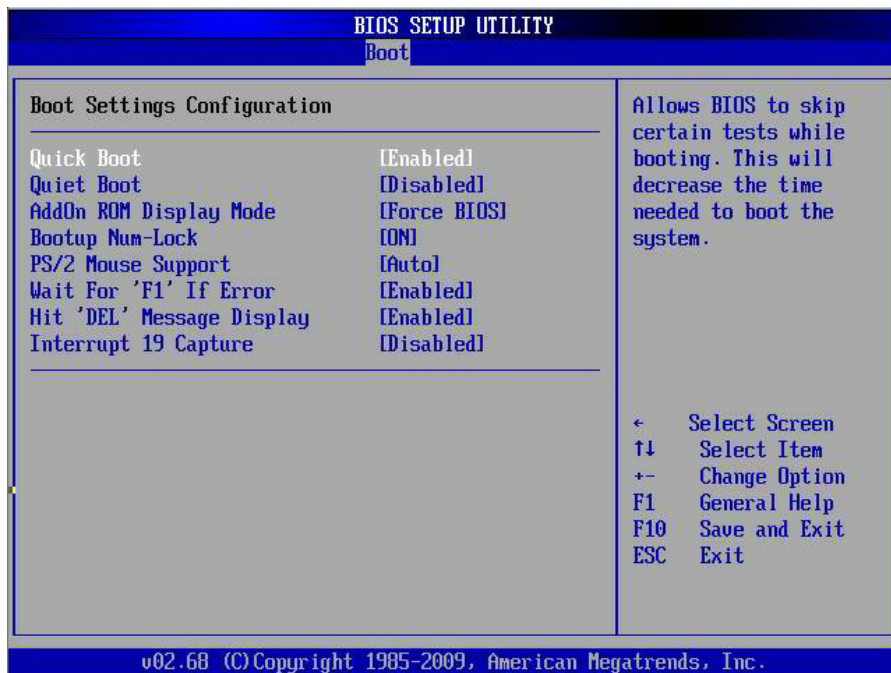 BIOS SETUP UTILITY
Boot
Boot Settings Configuration
Quick Boot [Enabled]
Quiet Boot [Disabled]
AddOn ROM Display Mode [Force BIOS]
Bootup Num-Lock [ON]
PS/2 Mouse Support [Auto]
Wait For 'F1' If Error [Enabled]
Hit 'DEL' Message Display [Enabled]
Interrupt 19 Capture [Disabled]
Allows BIOS to skip
certain tests while
booting. This will
decrease the time
needed to boot the
system.
← Select Screen
↑↓ Select Item
+- Change Option
F1 General Help
F10 Save and Exit
ESC Exit
v02.68 (C)Copyright 1985-2009, American Megatrends, Inc.